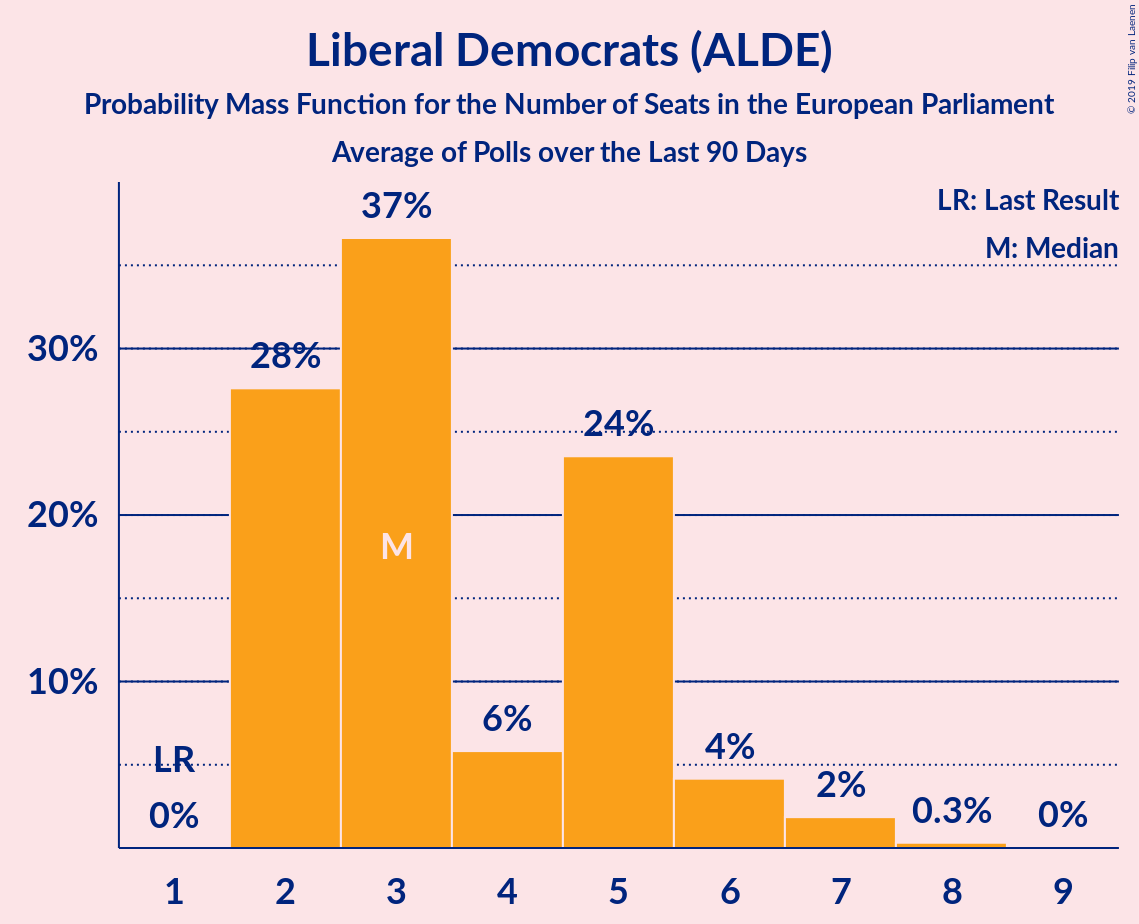 Liberal Democrats (ALDE)
Probability Mass Function for the Number of Seats in the European Parliament
Average of Polls over the Last 90 Days
© 2019 Filip van Laenen
LR: Last Result
M: Median
37%
30%
28%
24%
20%
M
10%
6%
4%
LR
2%
0%
0.3%
0%
1 2 3 4 5 6 7 8 9